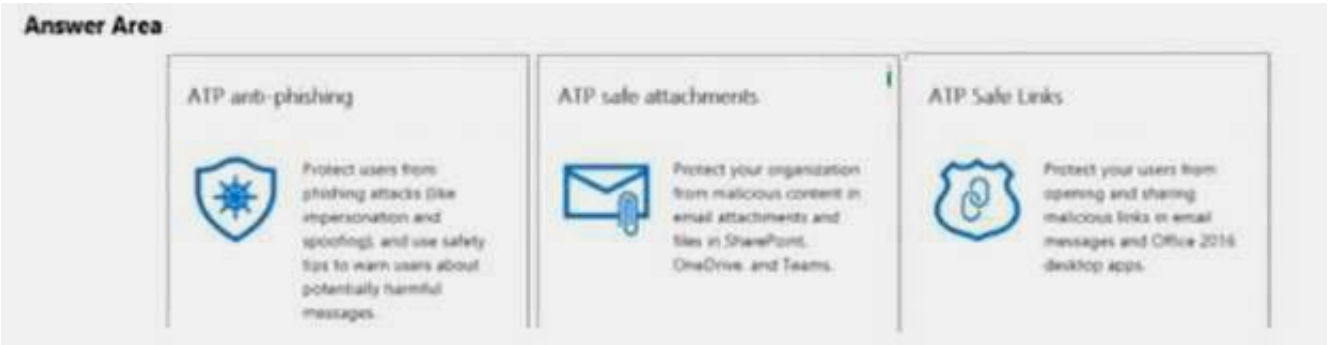 Answer Area
ATP anti-phishing
Protect users from
phishing attacks (like
impersonation and
spoofing), and use safety
tips to warn users about
potentially harmful
messages.
ATP safe attachments
Protect your organization
from malicious content in
email attachments and
files in SharePoint,
OneDrive, and Teams.
ATP Safe Links
Protect your users from
opening and sharing
malicious links in email
messages and Office 2016
desktop apps.